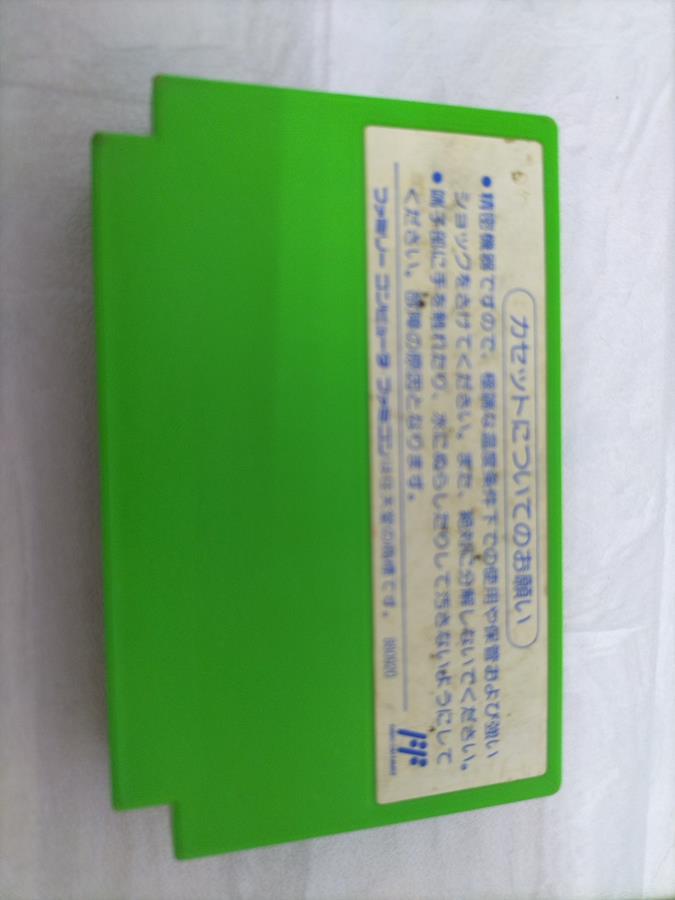 カセットについてのお願い
●精密機器ですので、極端な温度条件下での使用や保管および強い
ショックをさけてください。また、絶対に分解しないでください。
●端子部に手を触れたり、水にぬらしたりして汚さないようにして
ください。故障の原因となります。
ファミリーコンピュータ ファミコンは任天堂の商標です。